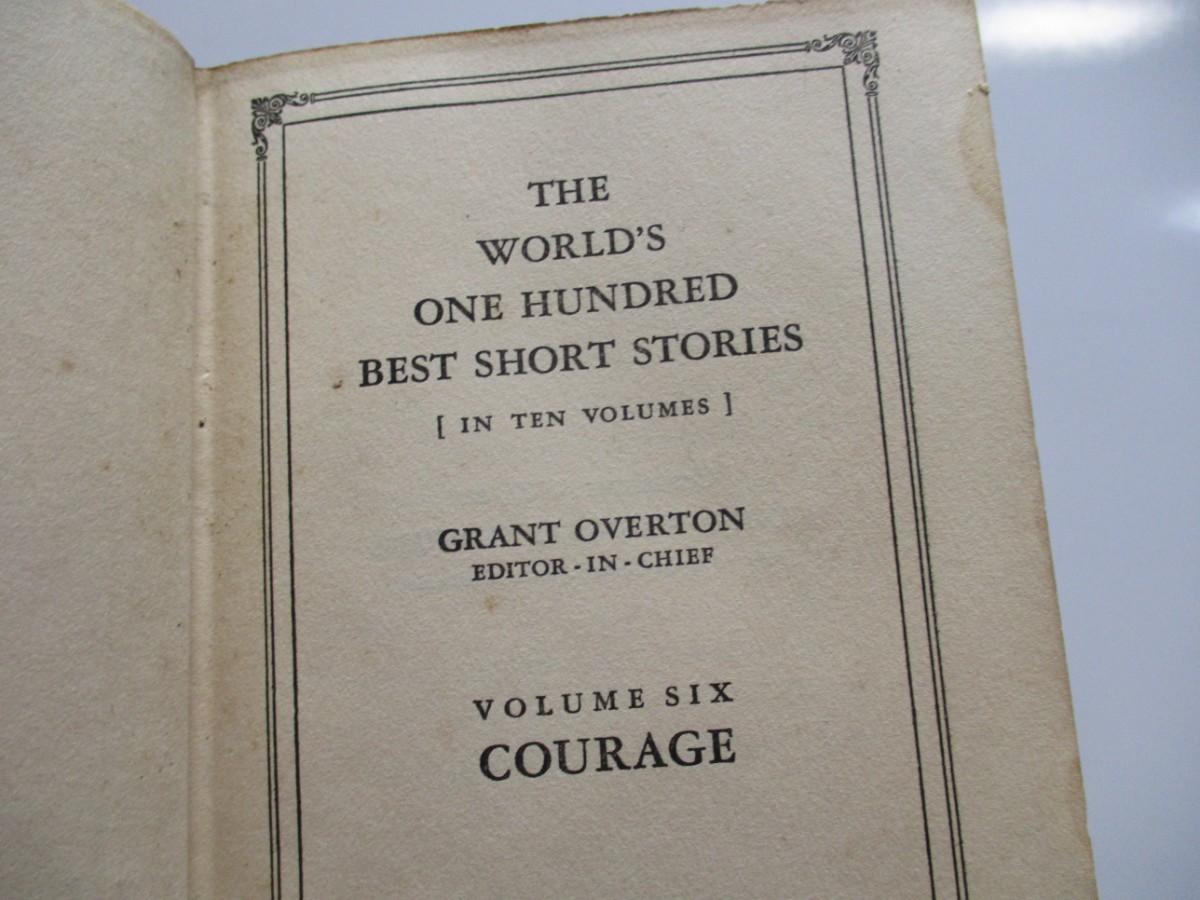 THE
WORLD'S
ONE HUNDRED
BEST SHORT STORIES
[ IN TEN VOLUMES ]
GRANT OVERTON
EDITOR-IN-CHIEF
VOLUME SIX
COURAGE